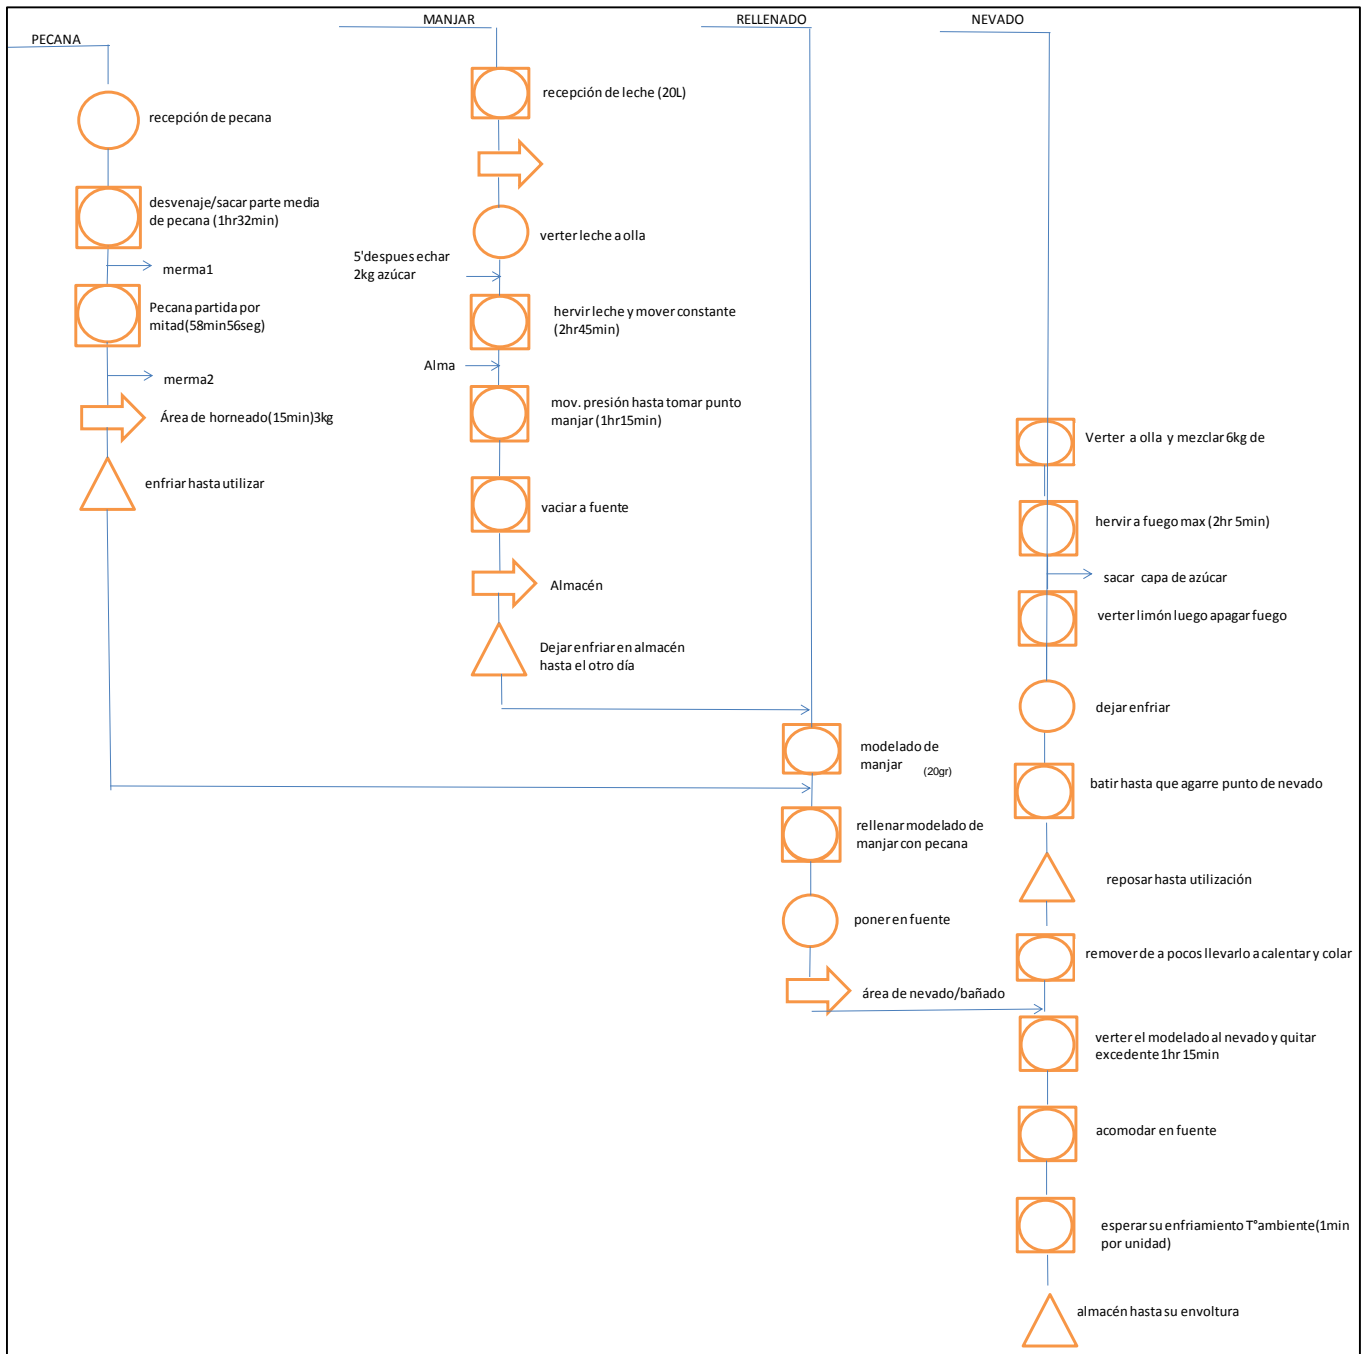 PECANA
recepción de pecana
desvenaje/sacar parte media
de pecana (1hr32min)
merma1
Pecana partida por
mitad(58min56seg)
merma2
Área de horneado(15min)3kg
enfriar hasta utilizar
MANJAR
recepción de leche (20L)
verter leche a olla
5'despues echar
2kg azúcar
hervir leche y mover constante
(2hr45min)
Alma
mov. presión hasta tomar punto
manjar (1hr15min)
vaciar a fuente
Almacén
Dejar enfriar en almacén
hasta el otro día
RELLENADO
modelado de
manjar (20gr)
rellenar modelado de
manjar con pecana
poner en fuente
área de nevado/bañado
NEVADO
Verter a olla y mezclar 6kg de
hervir a fuego max (2hr 5min)
sacar capa de azúcar
verter limón luego apagar fuego
dejar enfriar
batir hasta que agarre punto de nevado
reposar hasta utilización
remover de a pocos llevarlo a calentar y colar
verter el modelado al nevado y quitar
excedente 1hr 15min
acomodar en fuente
esperar su enfriamiento T°ambiente(1min
por unidad)
almacén hasta su envoltura